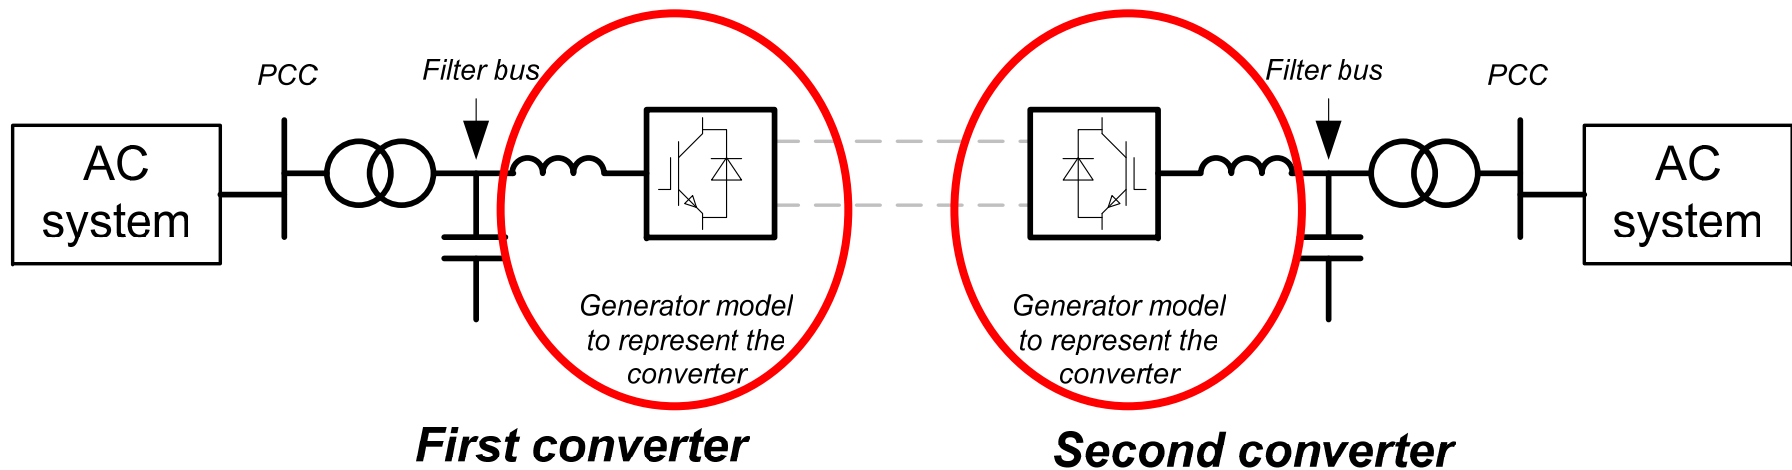 PCC
Filter bus
Filter bus
PCC
AC
system
AC
system
Generator model
to represent the
converter
Generator model
to represent the
converter
First converter
Second converter